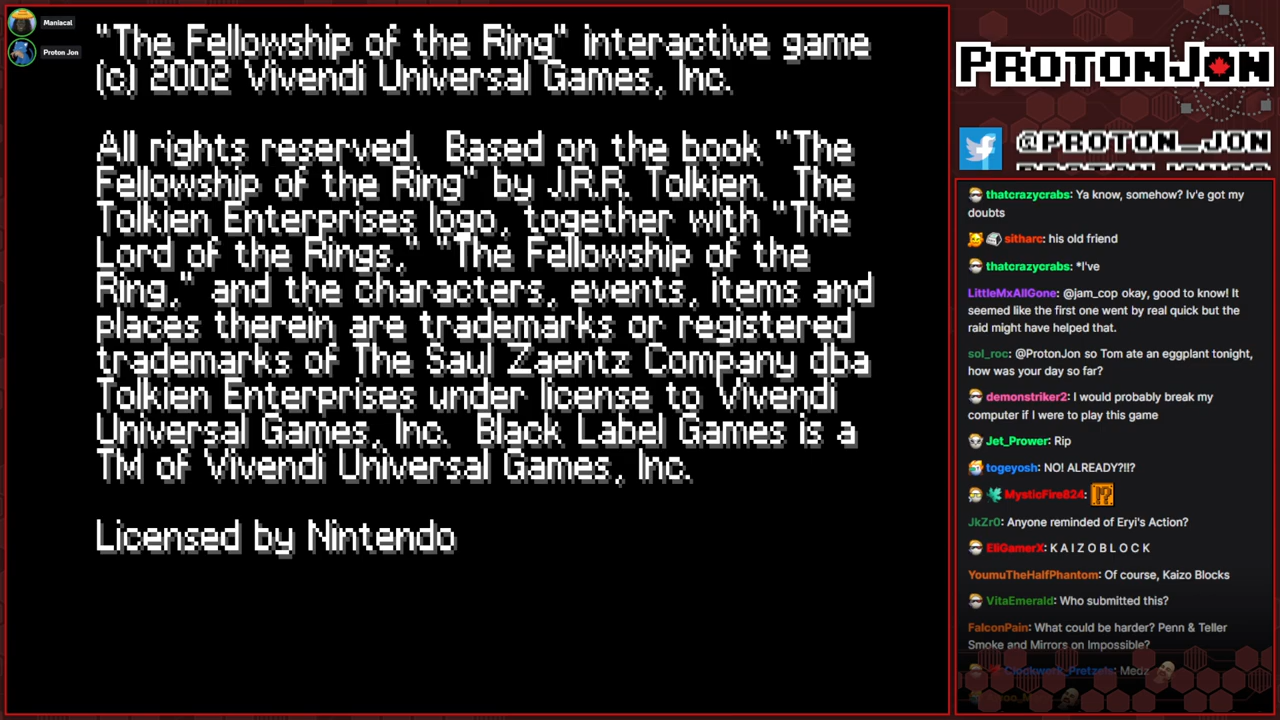 Maniacal
Proton Jon
"The Fellowship of the Ring" interactive game
(c) 2002 Vivendi Universal Games, Inc.
All rights reserved.  Based on the book "The
Fellowship of the Ring" by J.R.R. Tolkien.  The
Tolkien Enterprises logo, together with "The
Lord of the Rings," "The Fellowship of the
Ring," and the characters, events, items and
places therein are trademarks or registered
trademarks of The Saul Zaentz Company dba
Tolkien Enterprises under license to Vivendi
Universal Games, Inc.  Black Label Games is a
TM of Vivendi Universal Games, Inc.
Licensed by Nintendo
PROTONJON
@PROTON_JON
thatcrazycrabs: Ya know, somehow? Iv'e got my
doubts
sitharc: his old friend
thatcrazycrabs: *I've
LittleMxAllGone: @jam_cop okay, good to know! It
seemed like the first one went by real quick but the
raid might have helped that.
sol_roc: @ProtonJon so Tom ate an eggplant tonight,
how was your day so far?
demonstriker2: I would probably break my
computer if I were to play this game
Jet_Prower: Rip
togeyosh: NO! ALREADY?!!?
MysticFire824: !?
JkZr0: Anyone reminded of Eryi's Action?
EliGamerX: K A I Z O B L O C K
YoumuTheHalfPhantom: Of course, Kaizo Blocks
VitaEmerald: Who submitted this?
FalconPain: What could be harder? Penn & Teller
Smoke and Mirrors on Impossible?
Clockwork_Pretzels: Medz